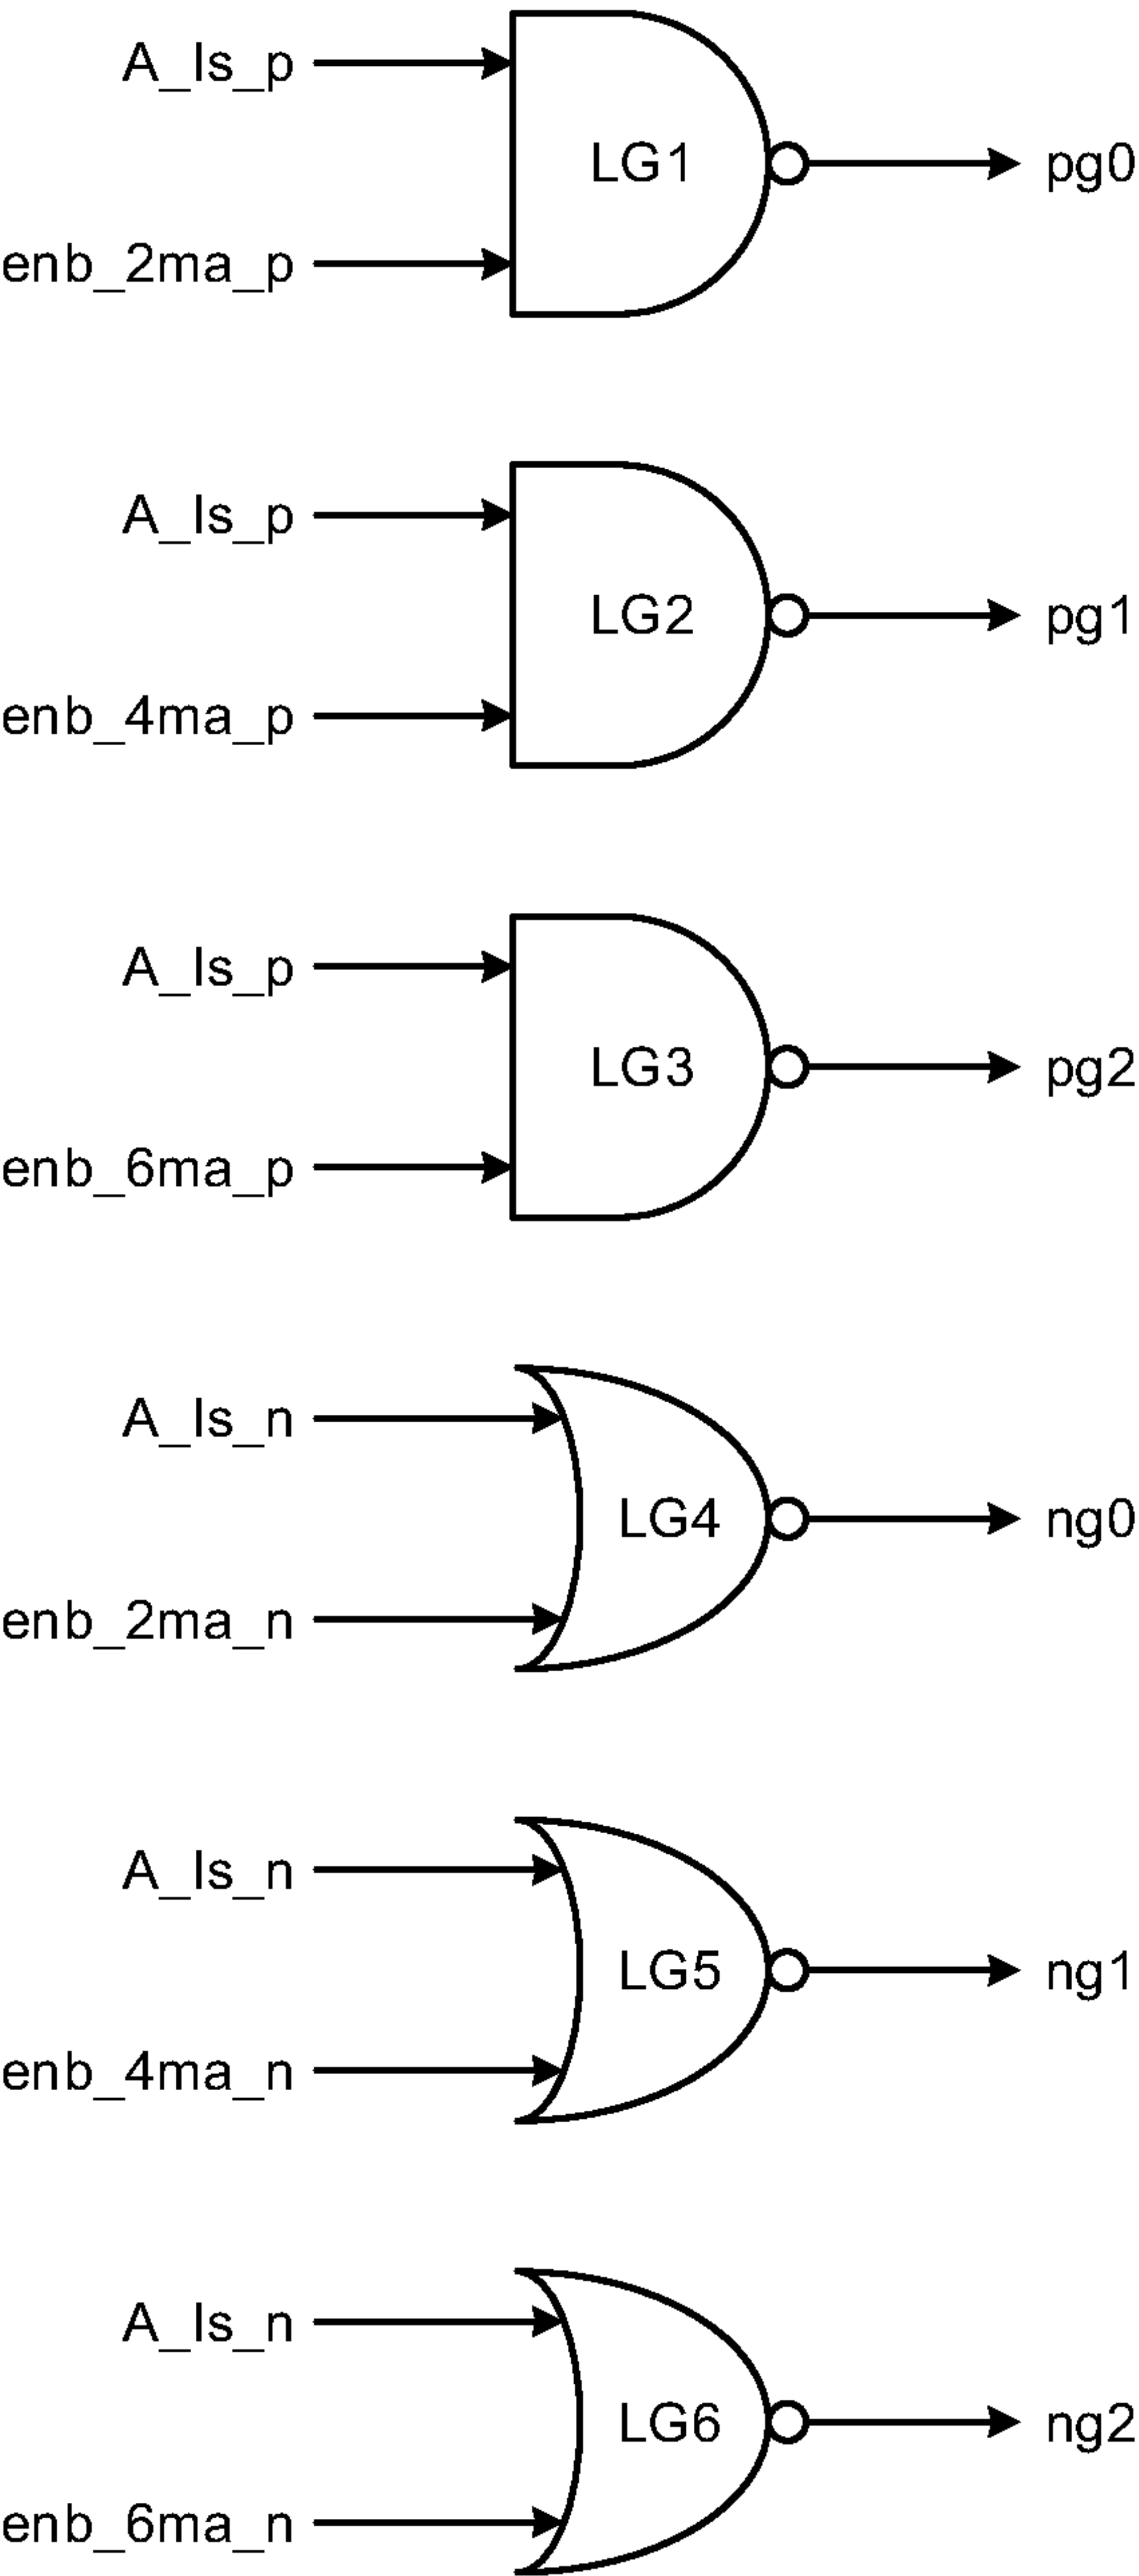 A_ls_p
LG1
pg0
enb_2ma_p
A_ls_p
LG2
pg1
enb_4ma_p
A_ls_p
LG3
pg2
enb_6ma_p
A_ls_n
LG4
ng0
enb_2ma_n
A_ls_n
LG5
ng1
enb_4ma_n
A_ls_n
LG6
ng2
enb_6ma_n